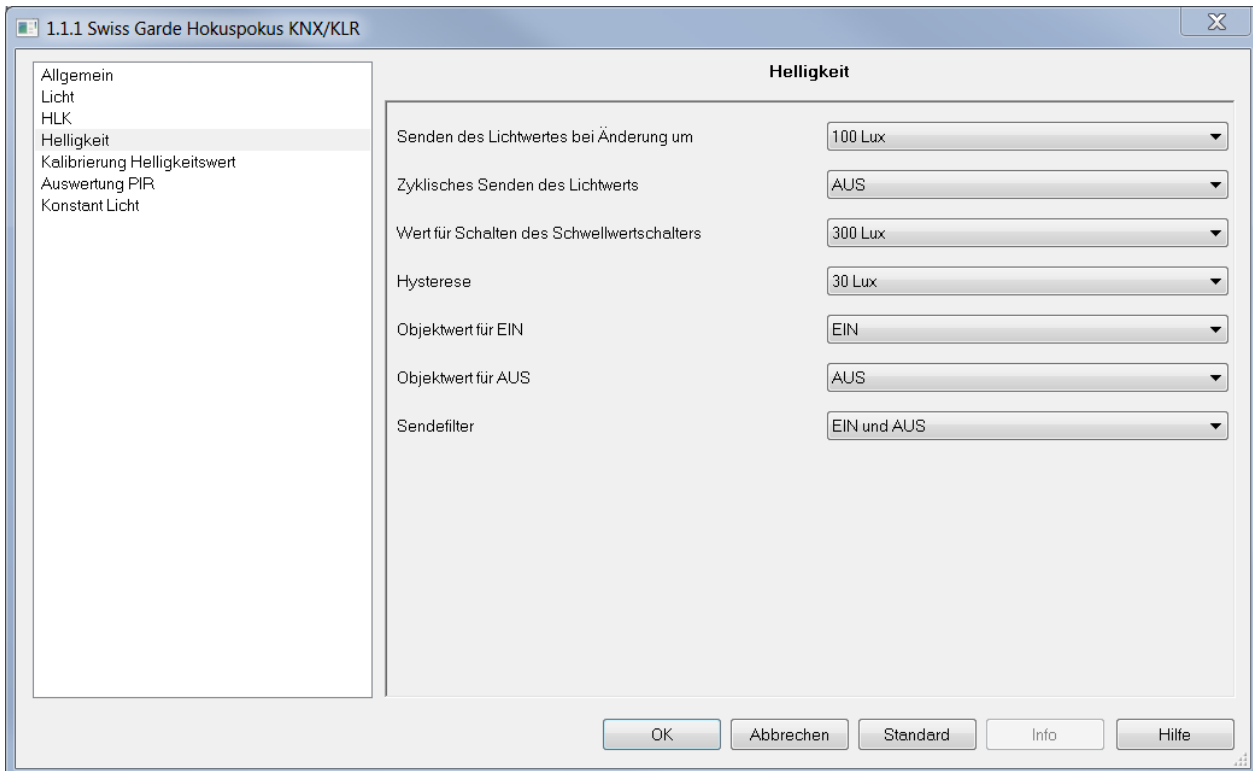 1.1.1 Swiss Garde Hokuspokus KNX/KLR
Allgemein
Licht
HLK
Helligkeit
Kalibrierung Helligkeitswert
Auswertung PIR
Konstant Licht
Helligkeit
Senden des Lichtwertes bei Änderung um
100 Lux
Zyklisches Senden des Lichtwerts
AUS
Wert für Schalten des Schwellwertschalters
300 Lux
Hysterese
30 Lux
Objektwert für EIN
EIN
Objektwert für AUS
AUS
Sendefilter
EIN und AUS
OK
Abbrechen
Standard
Info
Hilfe